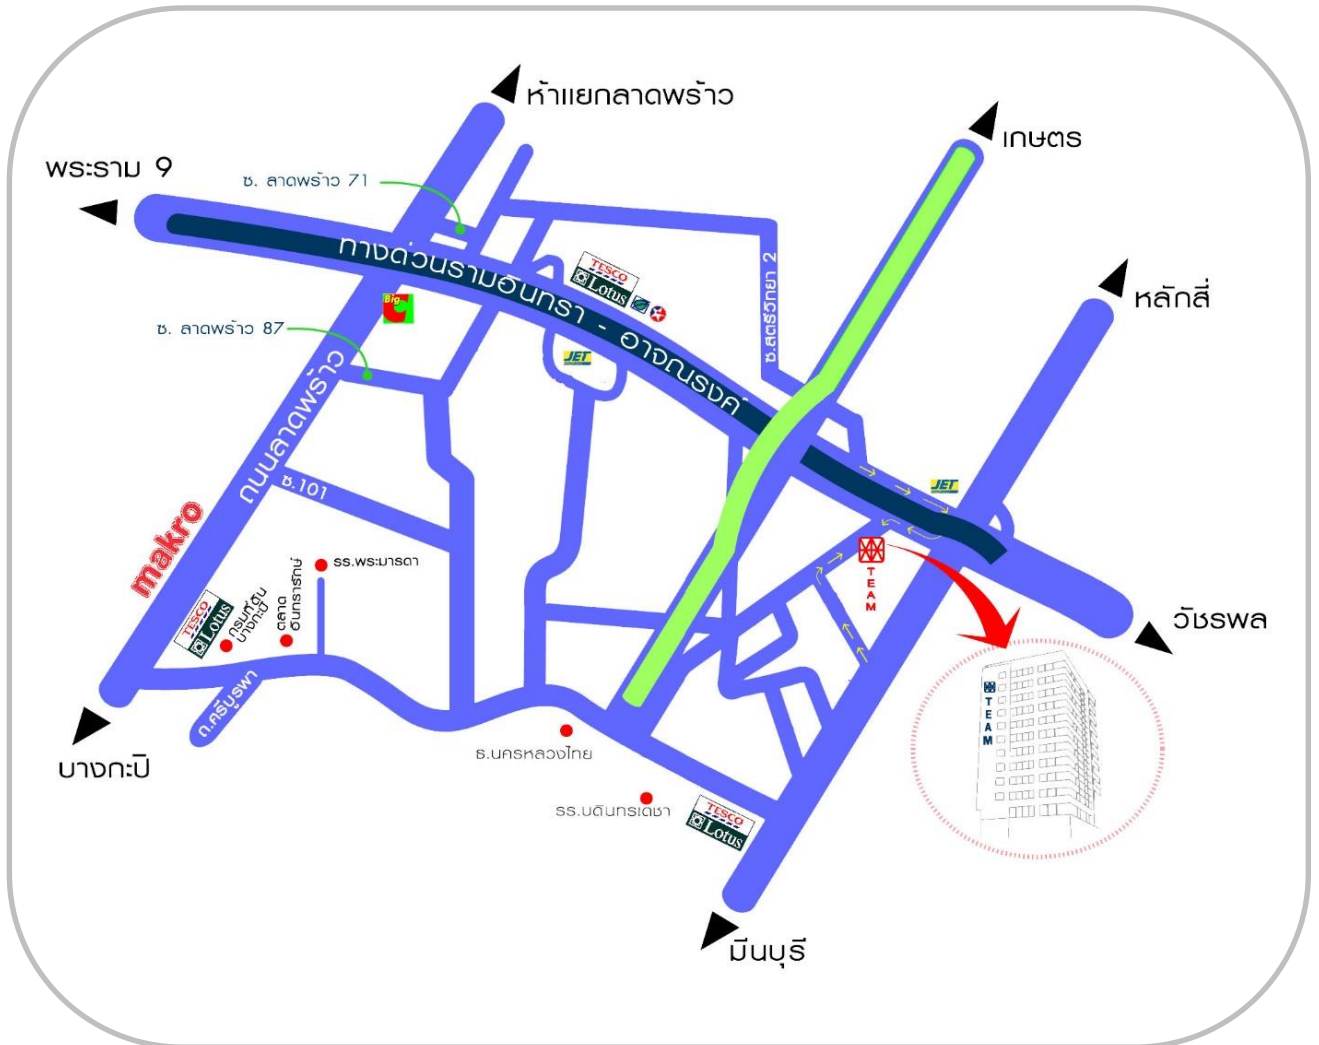 ห้าแยกลาดพร้าว
เกษตร
พระราม 9
ซ. ลาดพร้าว 71
ทางด่วนรามอินทรา - อาจณรงค์
TESCO
Lotus
ซ.สตรีวิทยา 2
หลักสี่
Big
C
ซ. ลาดพร้าว 87
JET
ถนนลาดพร้าว
ซ.101
JET
makro
รร.พระมารดา
TEAM
TESCO
Lotus
กรมที่ดิน
บางกะปิ
ตลาด
อินทรารักษ์
วัชรพล
ถ.ศรีบูรพา
TEAM
บางกะปิ
ธ.นครหลวงไทย
รร.บดินทรเดชา
TESCO
Lotus
มีนบุรี